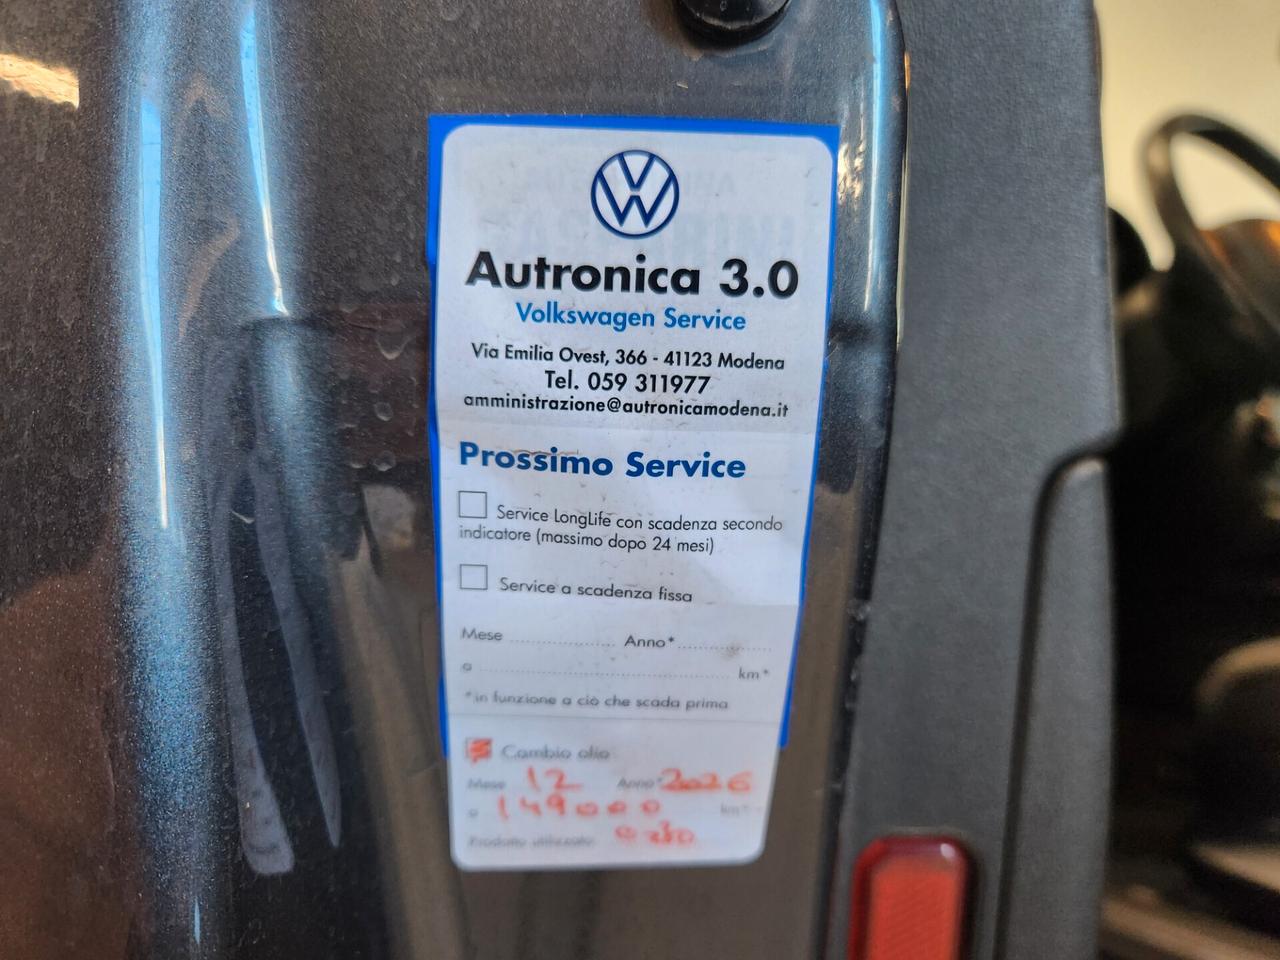 Autronica 3.0
Volkswagen Service
Via Emilia Ovest, 366 - 41123 Modena
Tel. 059 311977
amministrazione@autronicamodena.it
Prossimo Service
Service LongLife con scadenza secondo
indicatore (massimo dopo 24 mesi)
Service a scadenza fissa
Mese ................ Anno*................
a ................................ km*
*in funzione a ciò che scada prima
Cambio olio
Mese 12 Anno* 2026
a 149000 km*
Prodotto utilizzato: